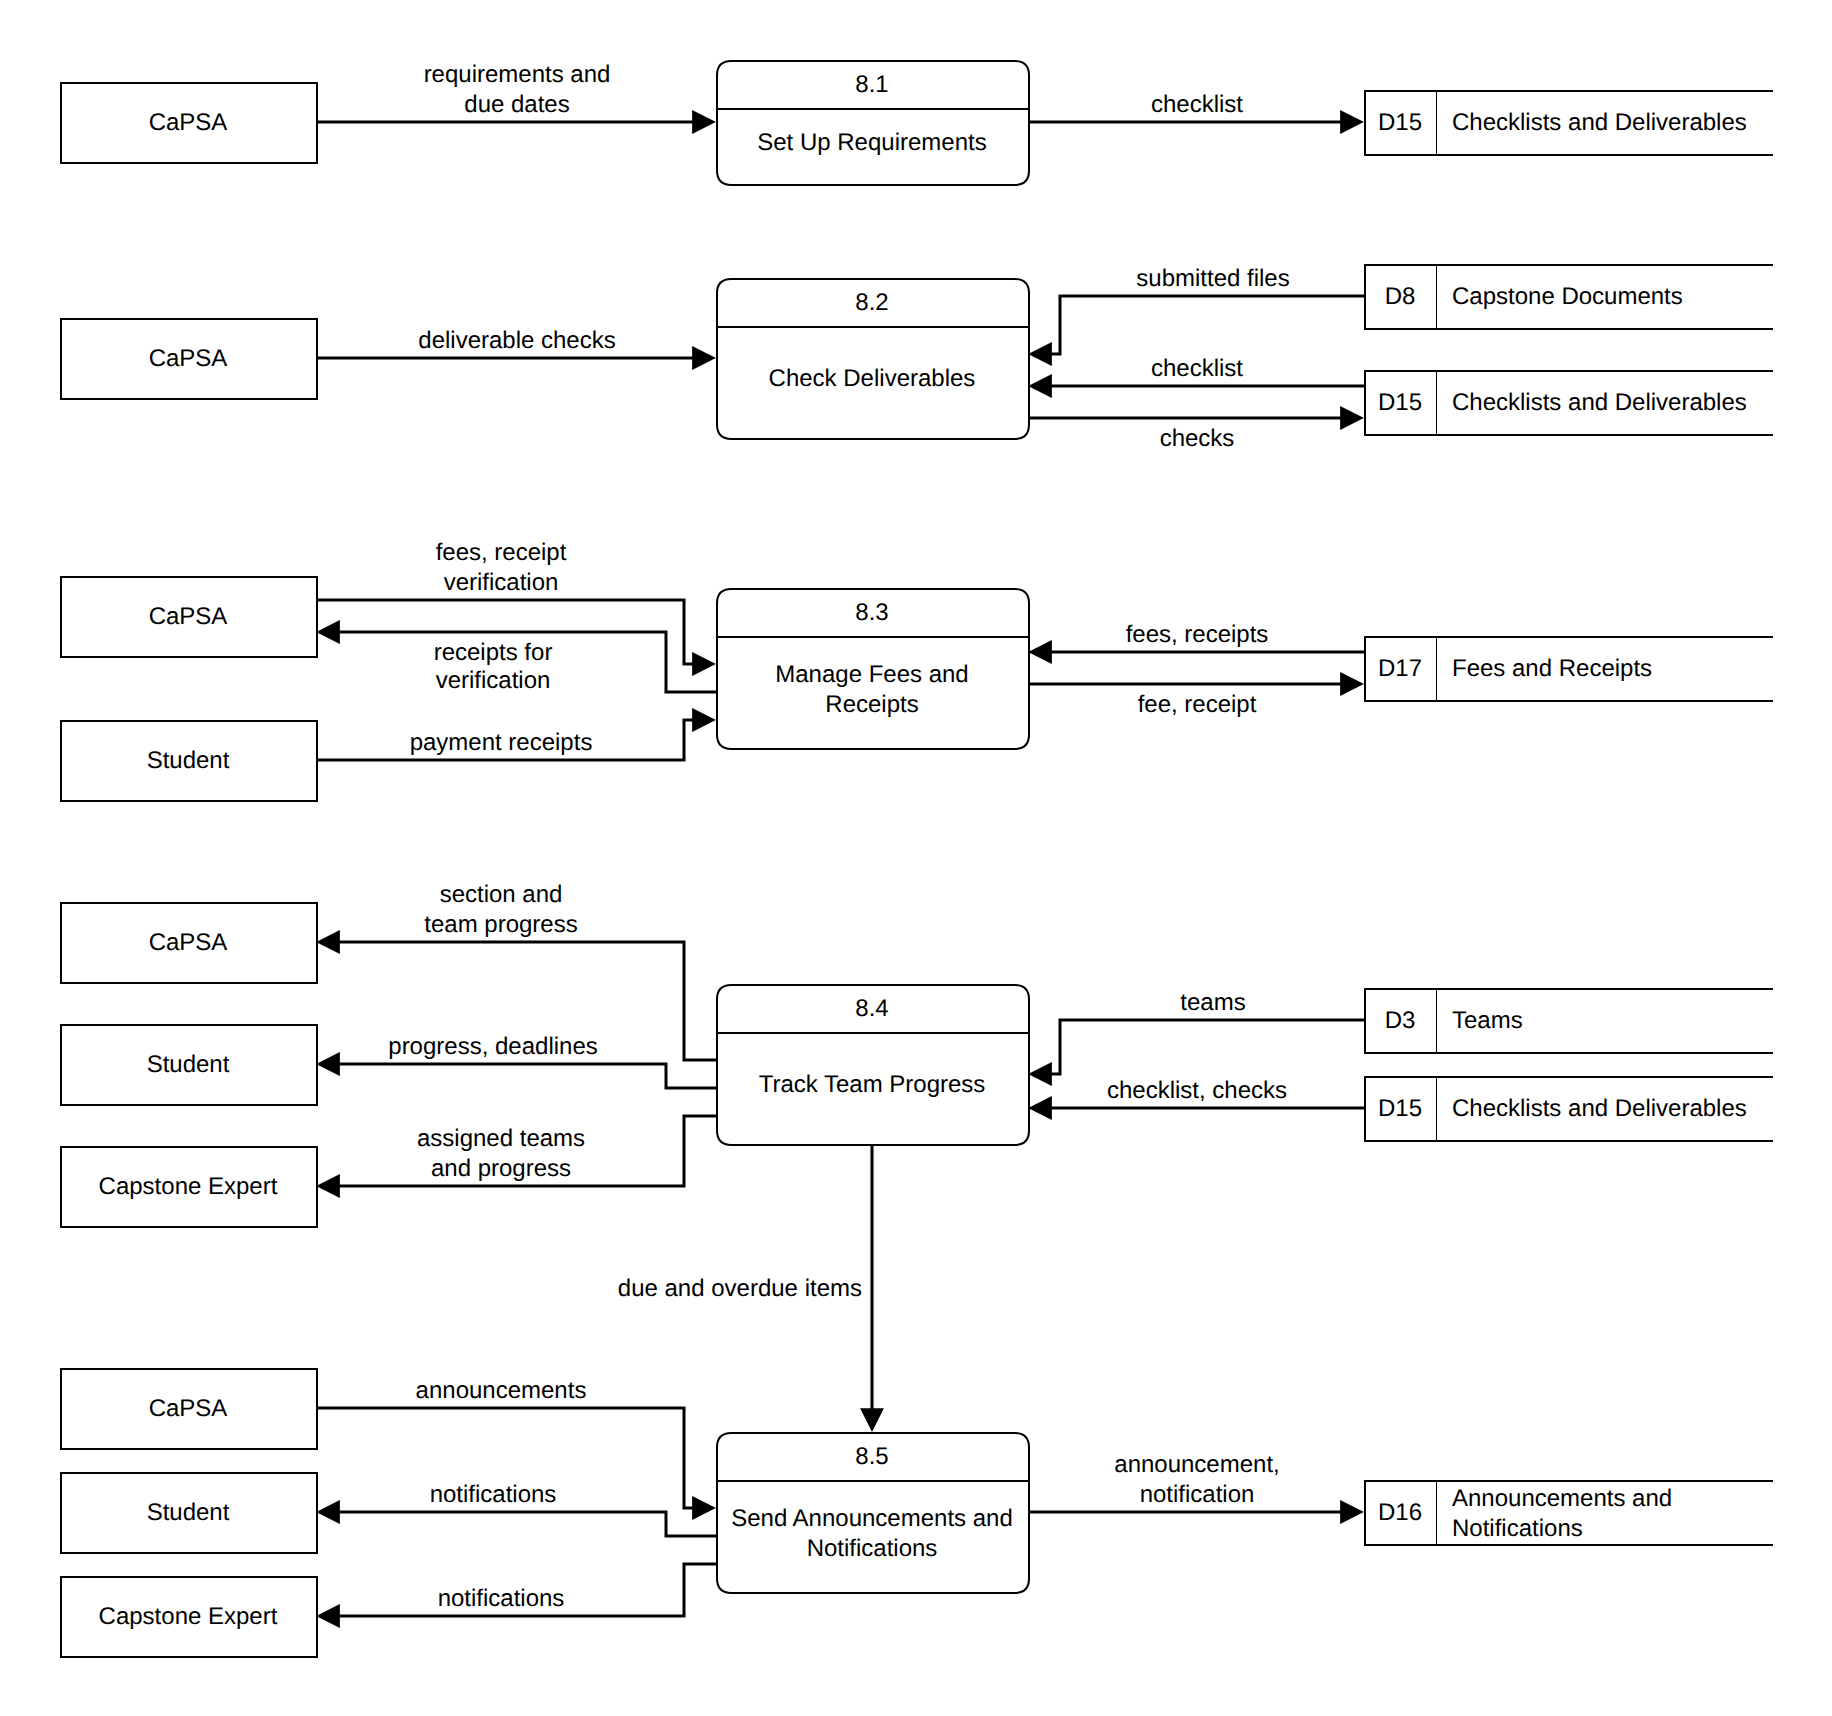 requirements and
due dates
CaPSA
8.1
Set Up Requirements
checklist
D15
Checklists and Deliverables
CaPSA
deliverable checks
8.2
Check Deliverables
submitted files
D8
Capstone Documents
checklist
D15
Checklists and Deliverables
checks
fees, receipt
verification
CaPSA
receipts for
verification
Student
payment receipts
8.3
Manage Fees and
Receipts
fees, receipts
D17
Fees and Receipts
fee, receipt
section and
team progress
CaPSA
Student
progress, deadlines
assigned teams
and progress
Capstone Expert
8.4
Track Team Progress
teams
D3
Teams
checklist, checks
D15
Checklists and Deliverables
due and overdue items
CaPSA
announcements
Student
notifications
Capstone Expert
notifications
8.5
Send Announcements and
Notifications
announcement,
notification
D16
Announcements and
Notifications